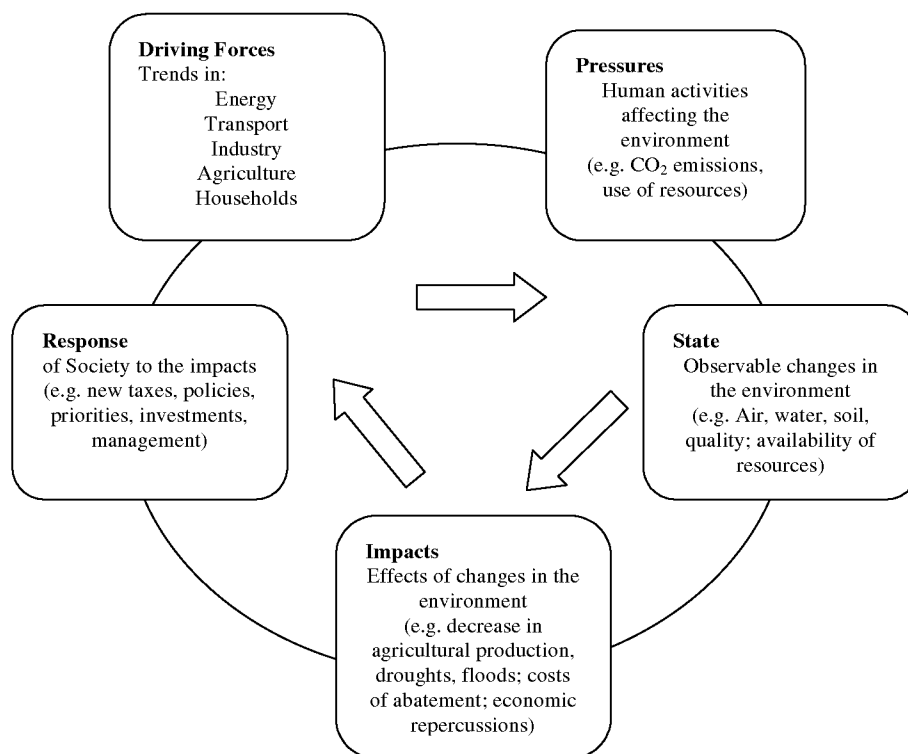 Driving Forces
Trends in:
Energy
Transport
Industry
Agriculture
Households
Pressures
Human activities
affecting the
environment
(e.g. CO₂ emissions,
use of resources)
Response
of Society to the impacts
(e.g. new taxes, policies,
priorities, investments,
management)
State
Observable changes in
the environment
(e.g. Air, water, soil,
quality; availability of
resources)
Impacts
Effects of changes in the
environment
(e.g. decrease in
agricultural production,
droughts, floods; costs
of abatement; economic
repercussions)